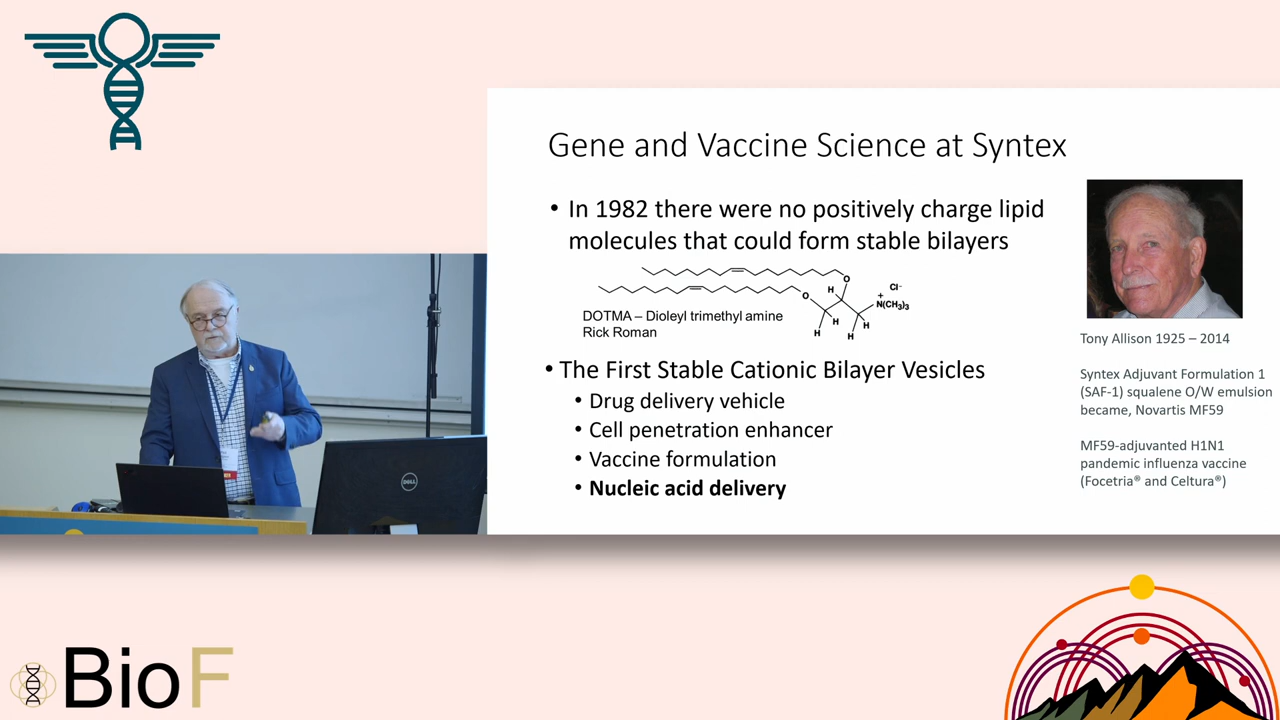 Gene and Vaccine Science at Syntex
• In 1982 there were no positively charge lipid
molecules that could form stable bilayers
O
H
Cl⁻
O
+
N(CH₃)₃
H
H
H
H
DOTMA – Dioleyl trimethyl amine
Rick Roman
• The First Stable Cationic Bilayer Vesicles
• Drug delivery vehicle
• Cell penetration enhancer
• Vaccine formulation
• Nucleic acid delivery
Tony Allison 1925 – 2014
Syntex Adjuvant Formulation 1
(SAF-1) squalene O/W emulsion
became, Novartis MF59
MF59-adjuvanted H1N1
pandemic influenza vaccine
(Focetria® and Celtura®)
DELL
BioF